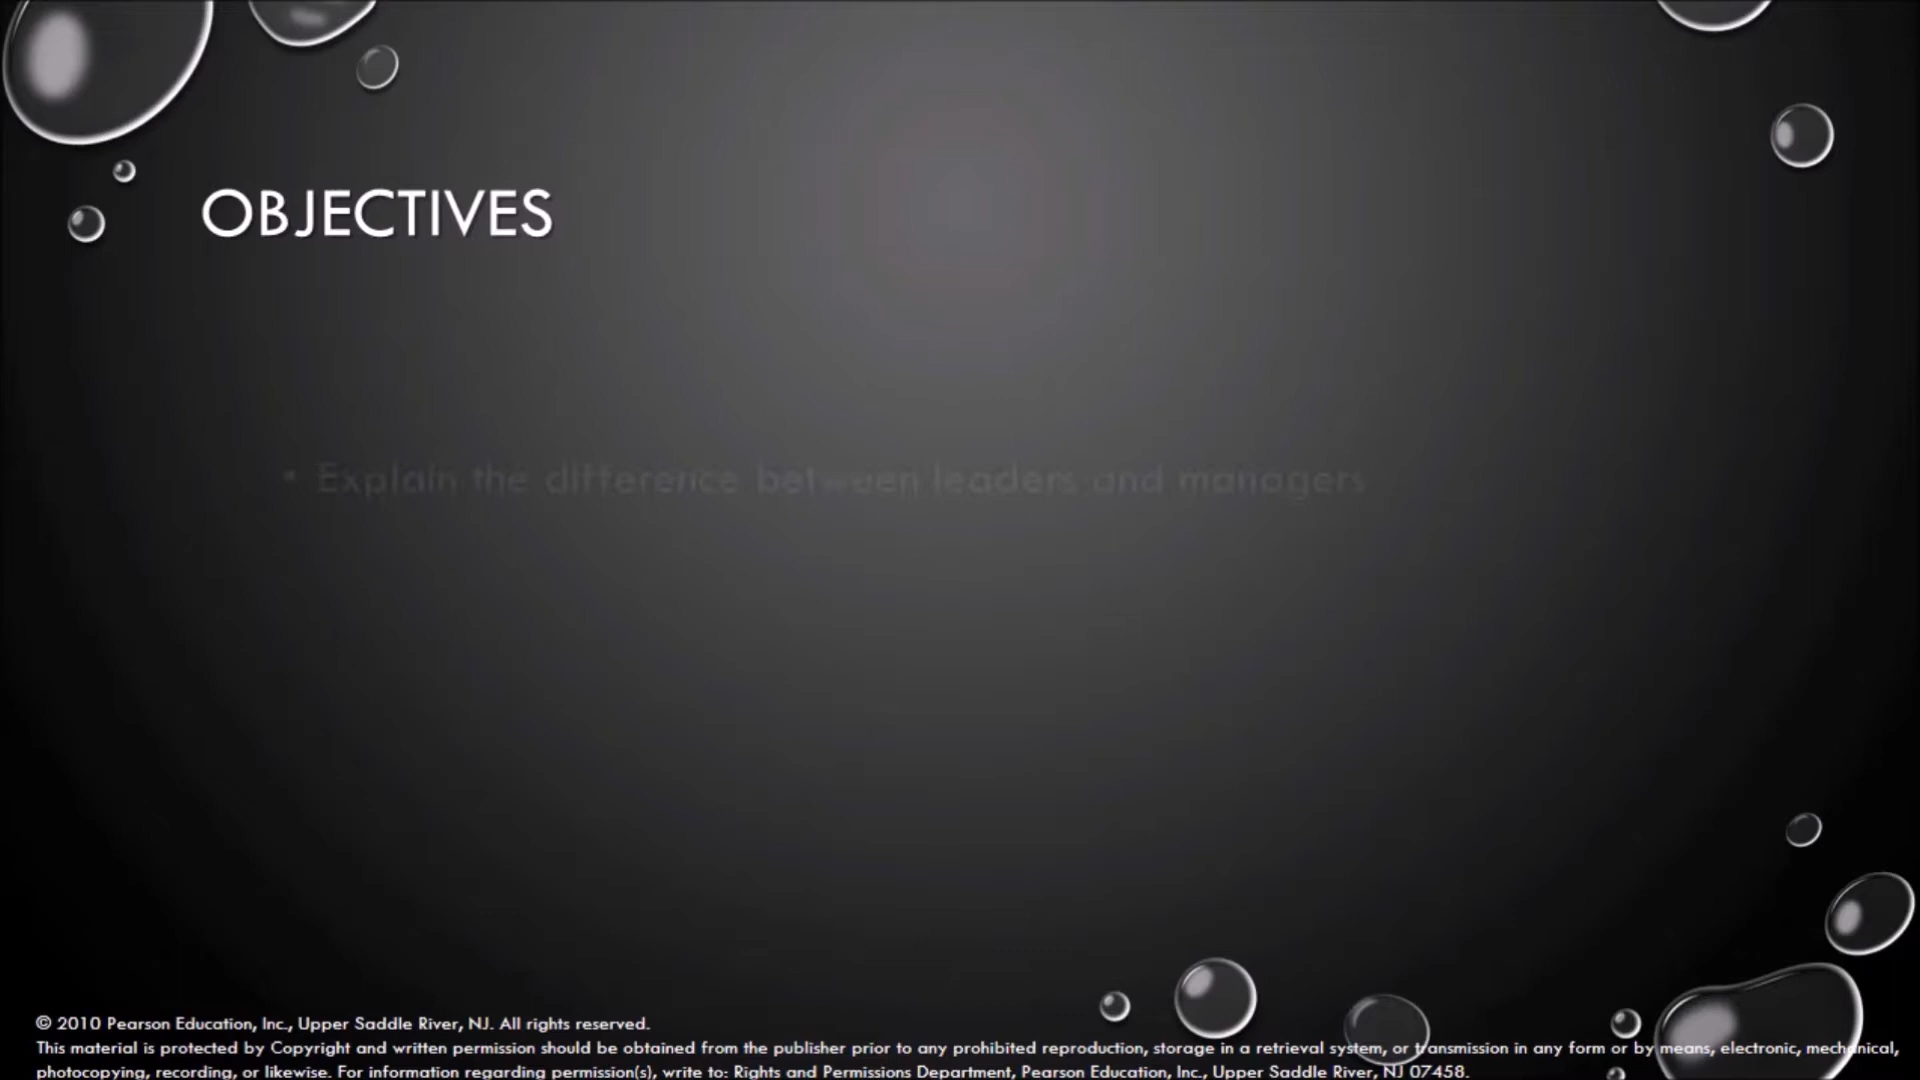 OBJECTIVES
• Explain the difference between leaders and managers
© 2010 Pearson Education, Inc., Upper Saddle River, NJ. All rights reserved.
This material is protected by Copyright and written permission should be obtained from the publisher prior to any prohibited reproduction, storage in a retrieval system, or transmission in any form or by means, electronic, mechanical,
photocopying, recording, or likewise. For information regarding permission(s), write to: Rights and Permissions Department, Pearson Education, Inc., Upper Saddle River, NJ 07458.